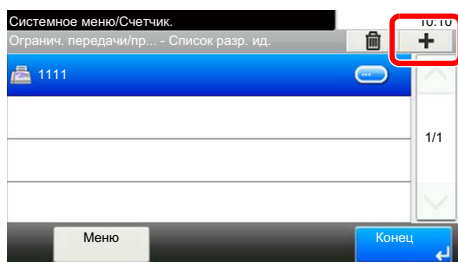 Системное меню/Счетчик.
10:10
Огранич. передачи/пр... - Список разр. ид.
1111
1/1
Меню
Конец